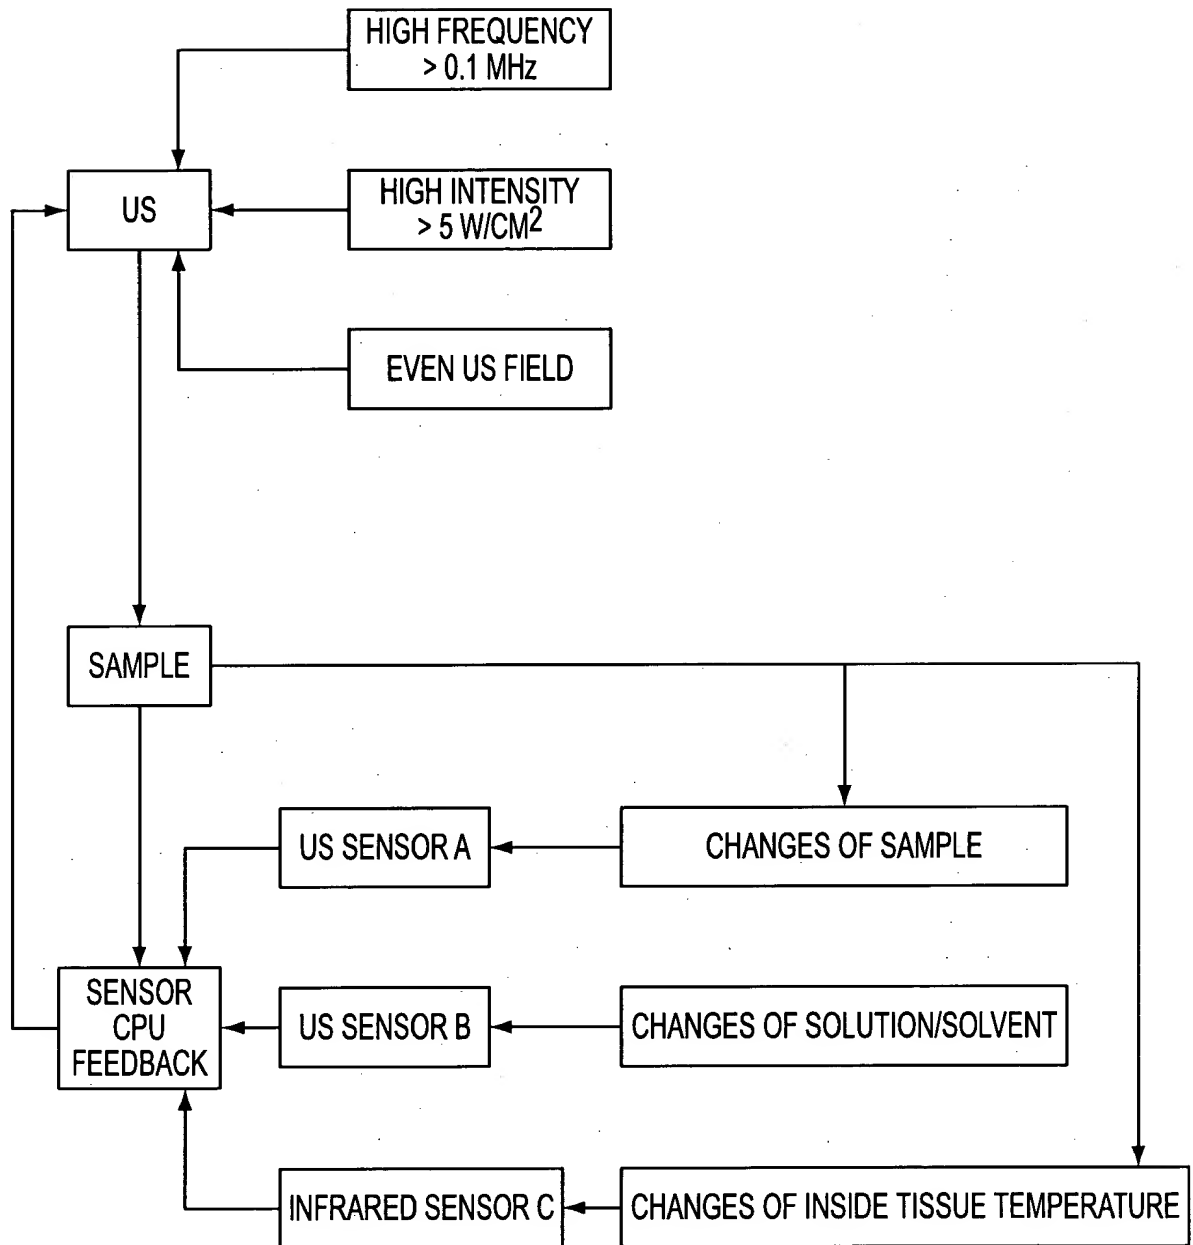 HIGH FREQUENCY
> 0.1 MHz
US
HIGH INTENSITY
> 5 W/CM²
EVEN US FIELD
SAMPLE
US SENSOR A
CHANGES OF SAMPLE
SENSOR
CPU
FEEDBACK
US SENSOR B
CHANGES OF SOLUTION/SOLVENT
INFRARED SENSOR C
CHANGES OF INSIDE TISSUE TEMPERATURE